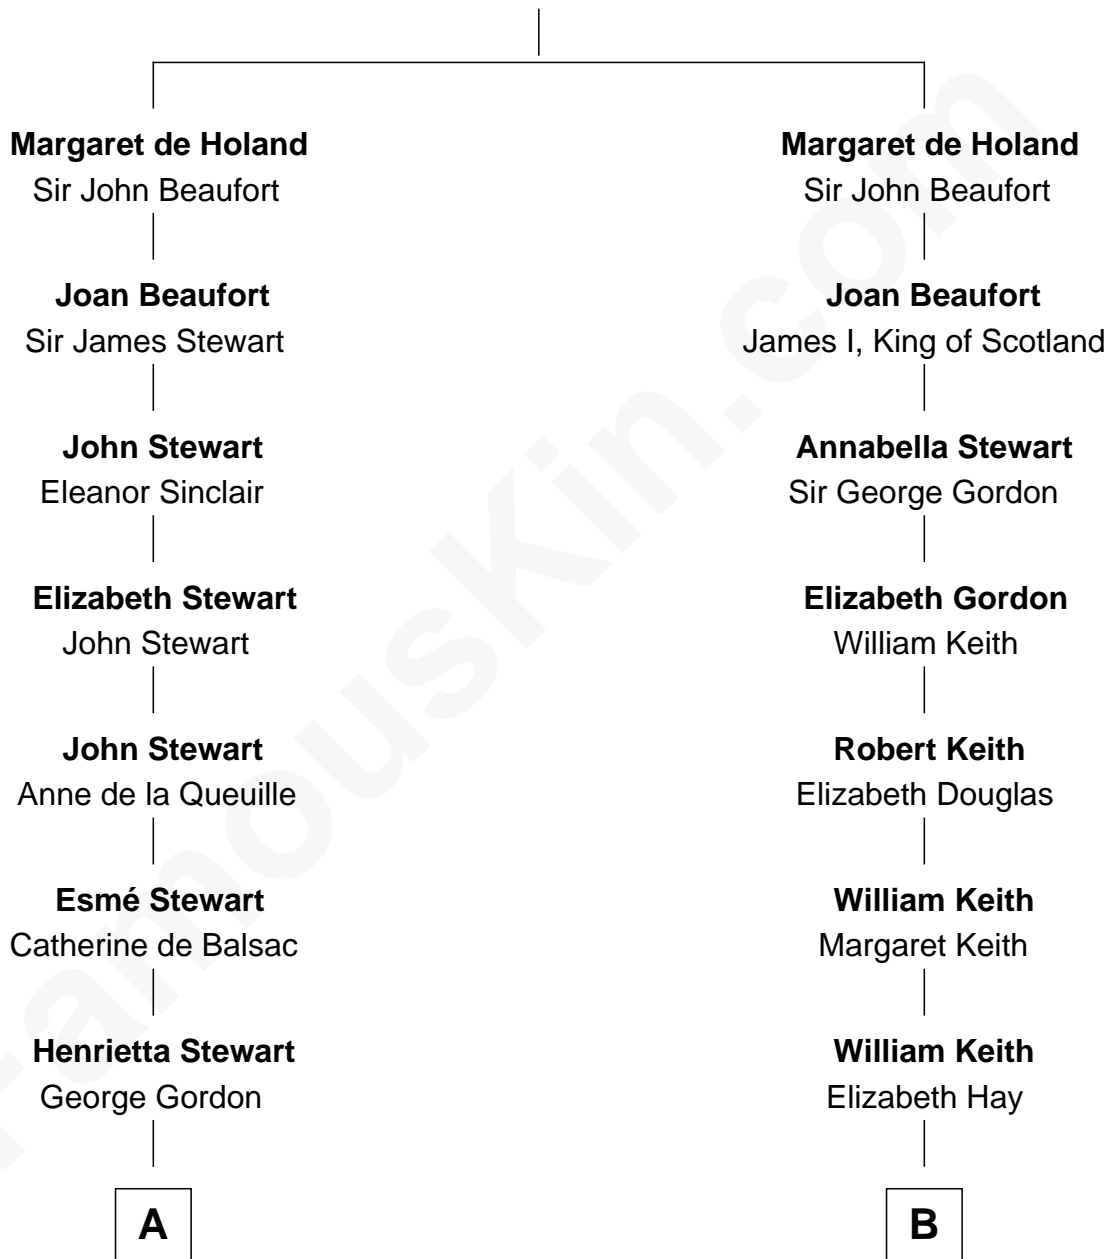 Margaret de Holand
Sir John Beaufort
Joan Beaufort
Sir James Stewart
John Stewart
Eleanor Sinclair
Elizabeth Stewart
John Stewart
John Stewart
Anne de la Queuille
Esmé Stewart
Catherine de Balsac
Henrietta Stewart
George Gordon
A
Margaret de Holand
Sir John Beaufort
Joan Beaufort
James I, King of Scotland
Annabella Stewart
Sir George Gordon
Elizabeth Gordon
William Keith
Robert Keith
Elizabeth Douglas
William Keith
Margaret Keith
William Keith
Elizabeth Hay
B
FamousKin.com